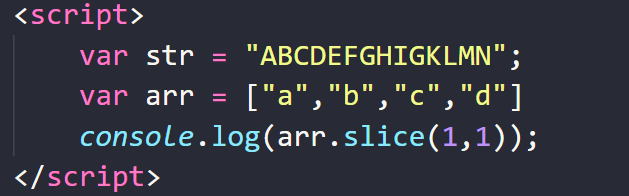 <script>
var str = "ABCDEFGHIGKLMN";
var arr = ["a","b","c","d"]
console.log(arr.slice(1,1));
</script>